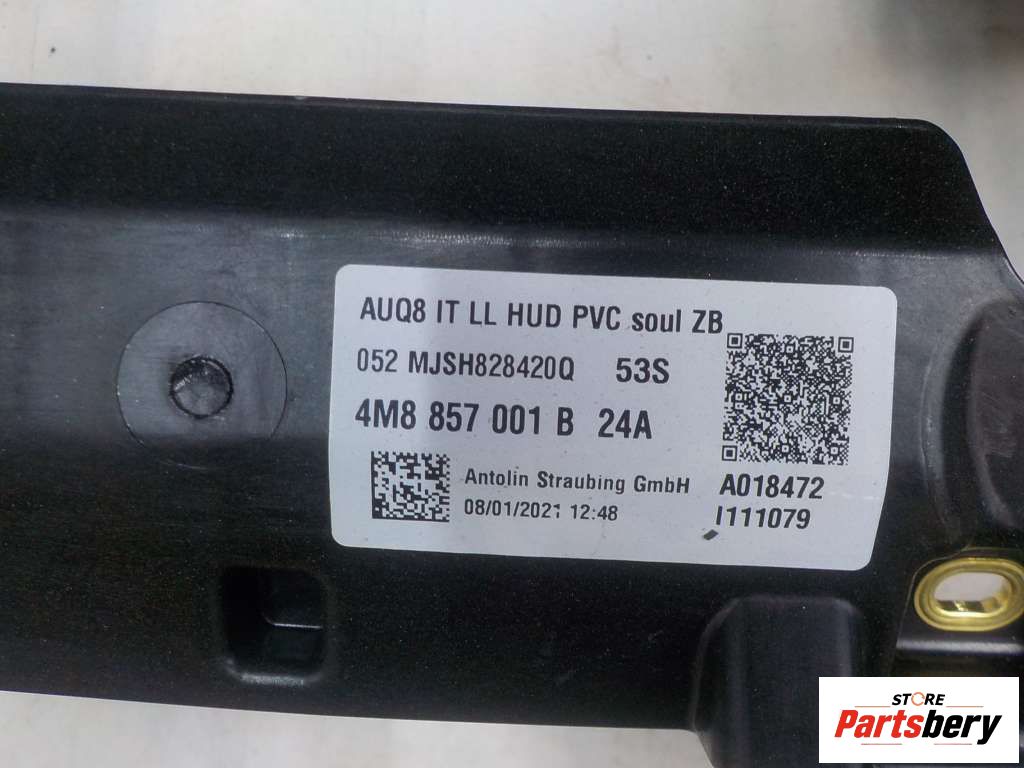 AUQ8 IT LL HUD PVC soul ZB
052 MJSH828420Q 53S
4M8 857 001 B 24A
Antolin Straubing GmbH
08/01/2021 12:48
A018472
I111079
STORE
Partsbery